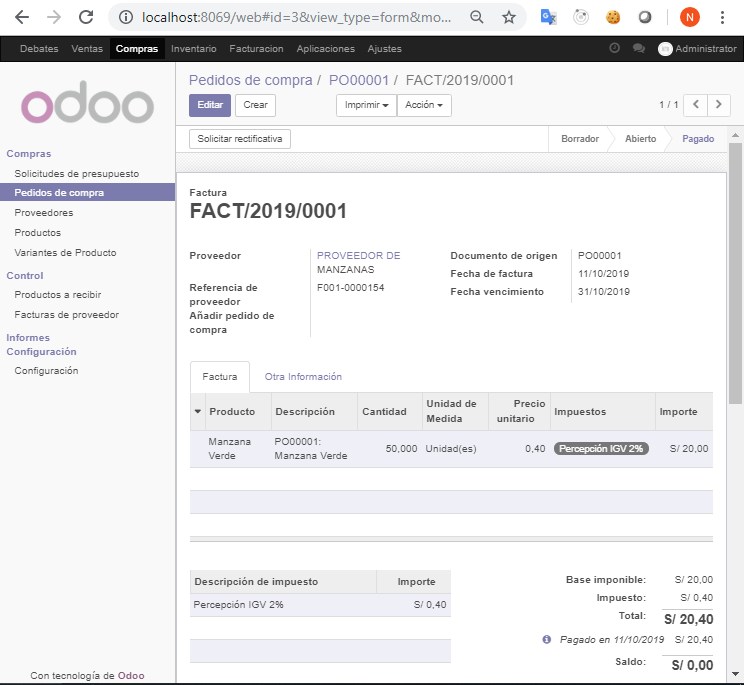 localhost:8069/web#id=3&view_type=form&mo...
N
Debates Ventas Compras Inventario Facturacion Aplicaciones Ajustes Administrator
odoo
Pedidos de compra / PO00001 / FACT/2019/0001
Editar Crear Imprimir Acción 1 / 1
Solicitar rectificativa Borrador Abierto Pagado
Compras
Solicitudes de presupuesto
Pedidos de compra
Proveedores
Productos
Variantes de Producto
Control
Productos a recibir
Facturas de proveedor
Informes
Configuración
Configuración
Con tecnología de Odoo
Factura
FACT/2019/0001
Proveedor PROVEEDOR DE
MANZANAS
Referencia de
proveedor
F001-0000154
Añadir pedido de
compra
Documento de origen PO00001
Fecha de factura 11/10/2019
Fecha vencimiento 31/10/2019
Factura Otra Información
Producto Descripción Cantidad Unidad de
Medida Precio
unitario Impuestos Importe
Manzana
Verde PO00001:
Manzana Verde 50,000 Unidad(es) 0,40 Percepción IGV 2% S/ 20,00
Descripción de impuesto Importe
Percepción IGV 2% S/ 0,40
Base imponible: S/ 20,00
Impuesto: S/ 0,40
Total: S/ 20,40
Pagado en 11/10/2019 S/ 20,40
Saldo: S/ 0,00